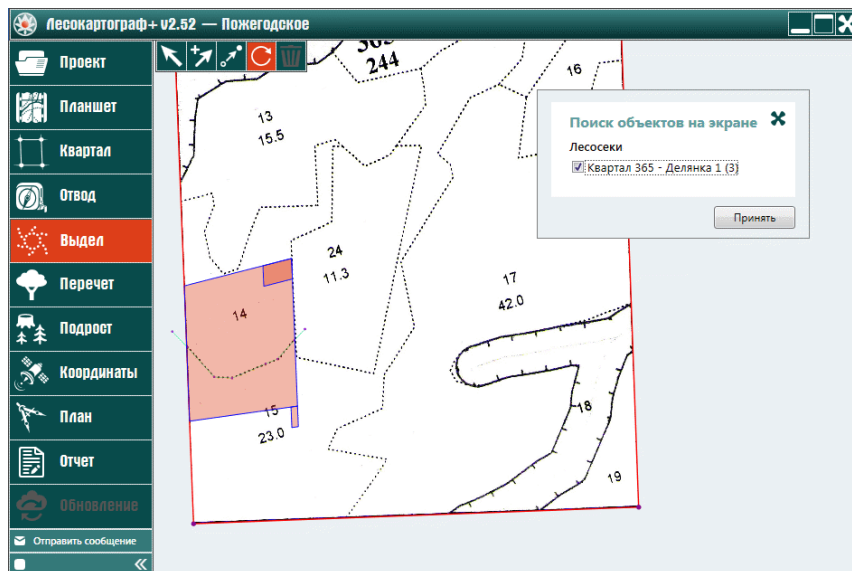 Лесокартограф+ v2.52 — Пожегодское
Проект
Планшет
Квартал
Отвод
Выдел
Перечет
Подрост
Координаты
План
Отчет
Обновление
Отправить сообщение
365
244
16
13
15.5
24
11.3
17
42.0
14
15
23.0
18
19
Поиск объектов на экране
Лесосеки
Квартал 365 - Делянка 1 (3)
Принять